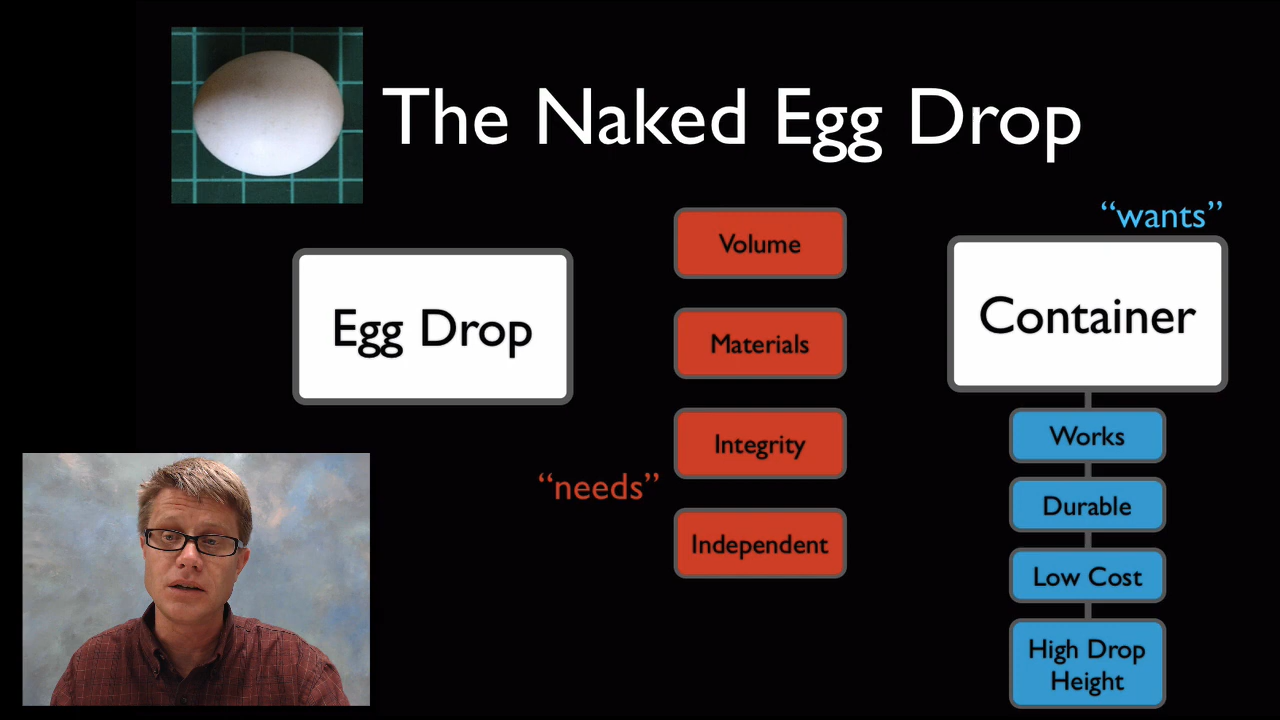 The Naked Egg Drop
Egg Drop
“needs”
Volume
Materials
Integrity
Independent
“wants”
Container
Works
Durable
Low Cost
High Drop
Height